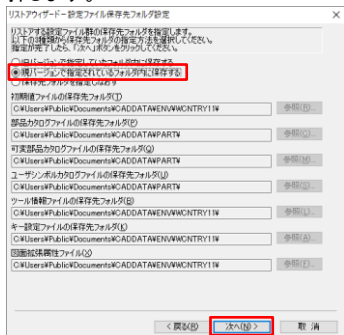 引します。
リストアウィザード- 設定ファイル保存先フォルダ設定
リストアする設定ファイル群の保存先フォルダを指定します。
以下の3種類から保存先フォルダの指定方法を選択してください。
指定が完了したら、「次へ」ボタンをクリックしてください。
旧バージョンで指定していたフォルダ内に保存する
現バージョンで指定されているフォルダ内に保存する
保存先フォルダを指定しなおす
初期値ファイルの保存先フォルダ(T)
C:¥Users¥Public¥Documents¥CADDATA¥ENV¥WCNTRY11¥ 参照(B)...
部品カタログファイルの保存先フォルダ(P)
C:¥Users¥Public¥Documents¥CADDATA¥PART¥ 参照(C)...
可変部品カタログファイルの保存先フォルダ(Q)
C:¥Users¥Public¥Documents¥CADDATA¥PART¥ 参照(H)...
ユーザシンボルカタログファイルの保存先フォルダ(U)
C:¥Users¥Public¥Documents¥CADDATA¥PART¥ 参照(S)...
ツール情報ファイルの保存先フォルダ(E)
C:¥Users¥Public¥Documents¥CADDATA¥ENV¥WCNTRY11¥ 参照(L)...
キー設定ファイルの保存先フォルダ(K)
C:¥Users¥Public¥Documents¥CADDATA¥ENV¥WCNTRY11¥ 参照(A)...
図面拡張属性ファイル(X)
C:¥Users¥Public¥Documents¥CADDATA¥ENV¥WCNTRY11¥ 参照(F)...
< 戻る(R) 次へ(N) > 取 消